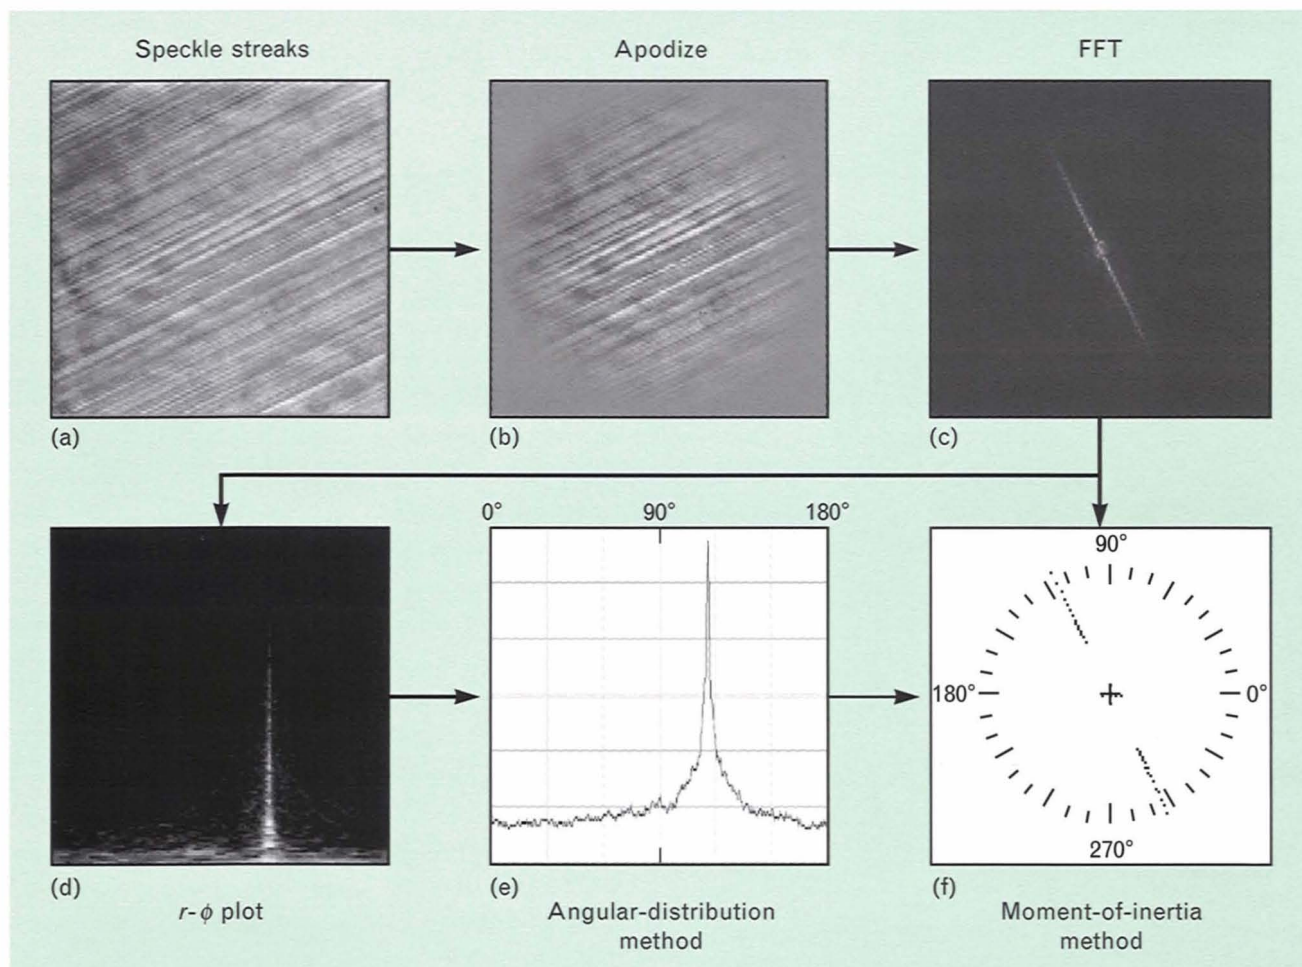 Speckle streaks
Apodize
FFT
(a)
(b)
(c)
0°
90°
180°
90°
180°
0°
270°
(d)
(e)
(f)
r-ϕ plot
Angular-distribution
method
Moment-of-inertia
method